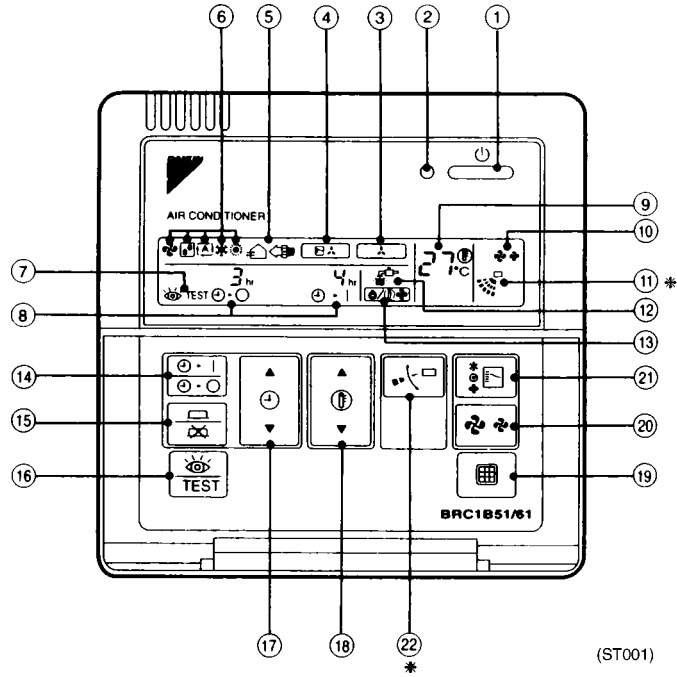 6 5 4 3 2 1
DAIKIN
AIR CONDITIONER
27 °C
3 hr 4 hr
TEST
7 8 9 10 11 * 12 13
14 15 16 21 20 19
TEST
BRC1B51/61
17 18 22
*
(ST001)